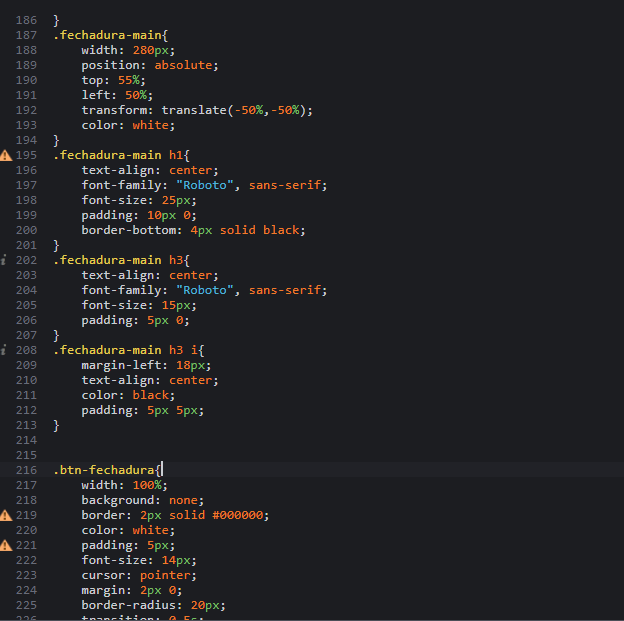 186 }
187 .fechadura-main{
188 width: 280px;
189 position: absolute;
190 top: 55%;
191 left: 50%;
192 transform: translate(-50%,-50%);
193 color: white;
194 }
195 .fechadura-main h1{
196 text-align: center;
197 font-family: "Roboto", sans-serif;
198 font-size: 25px;
199 padding: 10px 0;
200 border-bottom: 4px solid black;
201 }
202 .fechadura-main h3{
203 text-align: center;
204 font-family: "Roboto", sans-serif;
205 font-size: 15px;
206 padding: 5px 0;
207 }
208 .fechadura-main h3 i{
209 margin-left: 18px;
210 text-align: center;
211 color: black;
212 padding: 5px 5px;
213 }
214
215
216 .btn-fechadura{
217 width: 100%;
218 background: none;
219 border: 2px solid #000000;
220 color: white;
221 padding: 5px;
222 font-size: 14px;
223 cursor: pointer;
224 margin: 2px 0;
225 border-radius: 20px;
226 transition: 0.5s;